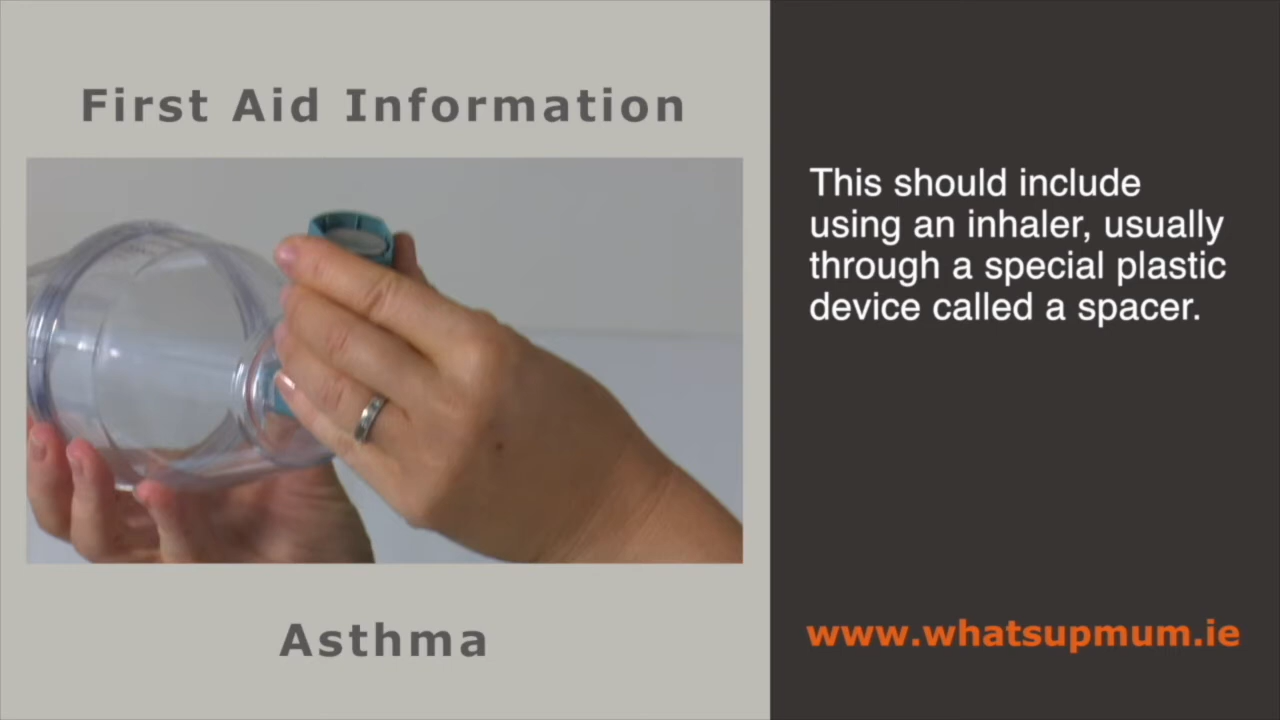 First Aid Information
This should include
using an inhaler, usually
through a special plastic
device called a spacer.
Asthma
www.whatsupmum.ie